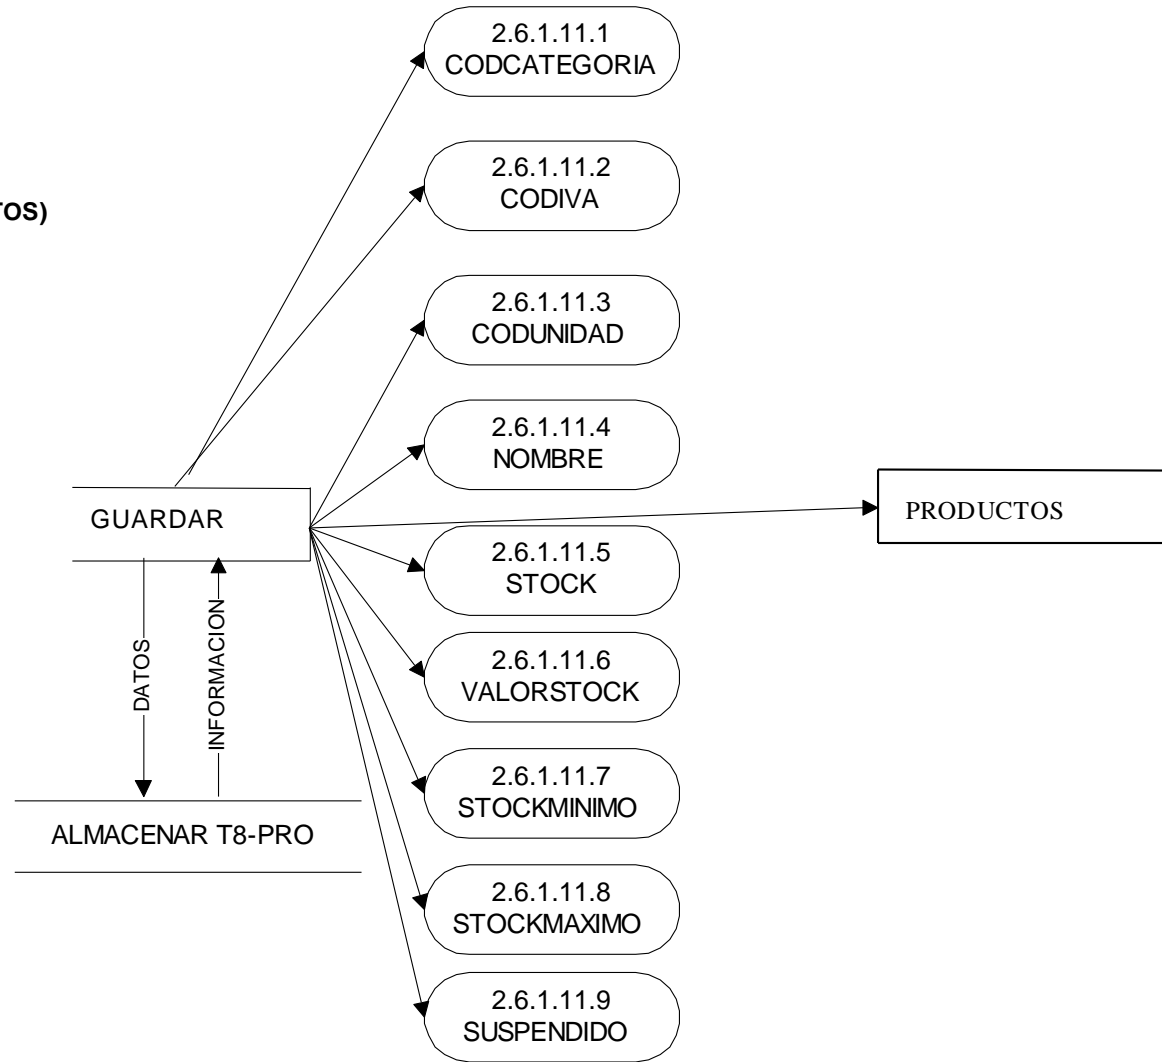 2.6.1.11.1
CODCATEGORIA
2.6.1.11.2
CODIVA
TOS)
2.6.1.11.3
CODUNIDAD
2.6.1.11.4
NOMBRE
GUARDAR
PRODUCTOS
2.6.1.11.5
STOCK
DATOS
INFORMACION
2.6.1.11.6
VALORSTOCK
2.6.1.11.7
STOCKMINIMO
ALMACENAR T8-PRO
2.6.1.11.8
STOCKMAXIMO
2.6.1.11.9
SUSPENDIDO